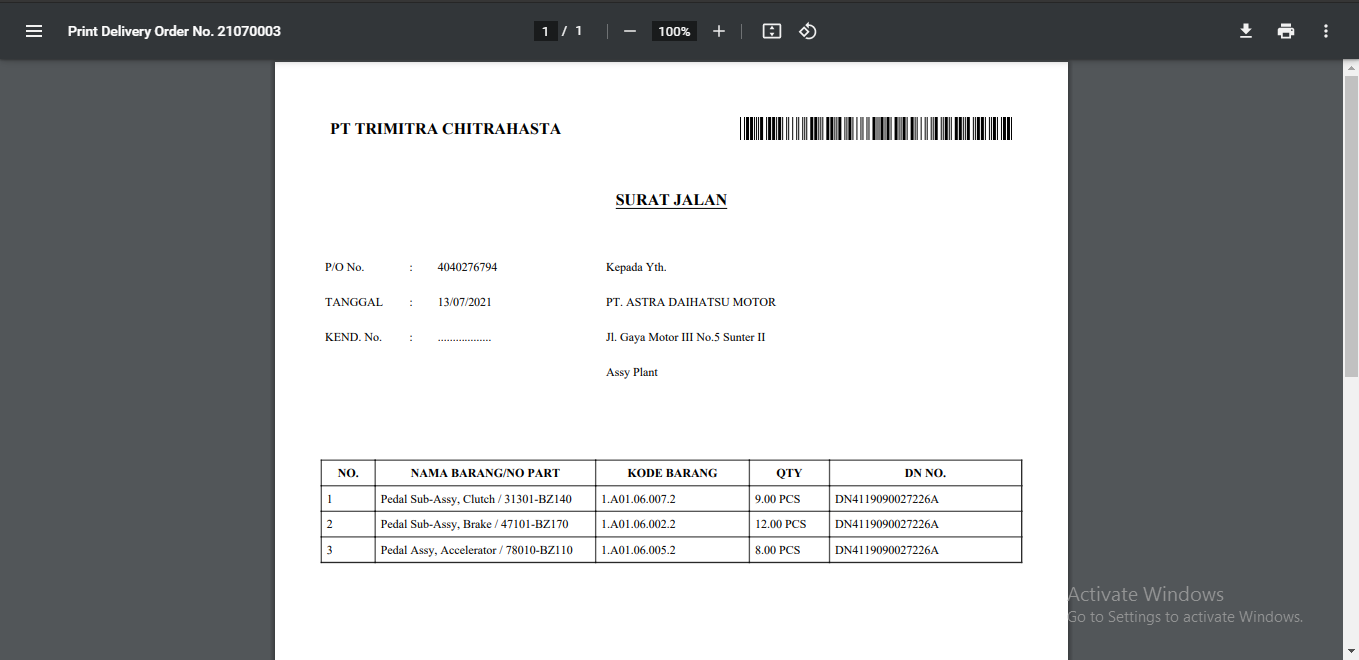 Print Delivery Order No. 21070003
1 / 1
100%
PT TRIMITRA CHITRAHASTA
SURAT JALAN
P/O No. : 4040276794
Kepada Yth.
TANGGAL : 13/07/2021
PT. ASTRA DAIHATSU MOTOR
KEND. No. : ..................
Jl. Gaya Motor III No.5 Sunter II
Assy Plant
NO. NAMA BARANG/NO PART KODE BARANG QTY DN NO.
1 Pedal Sub-Assy, Clutch / 31301-BZ140 1.A01.06.007.2 9.00 PCS DN4119090027226A
2 Pedal Sub-Assy, Brake / 47101-BZ170 1.A01.06.002.2 12.00 PCS DN4119090027226A
3 Pedal Assy, Accelerator / 78010-BZ110 1.A01.06.005.2 8.00 PCS DN4119090027226A
Activate Windows
Go to Settings to activate Windows.